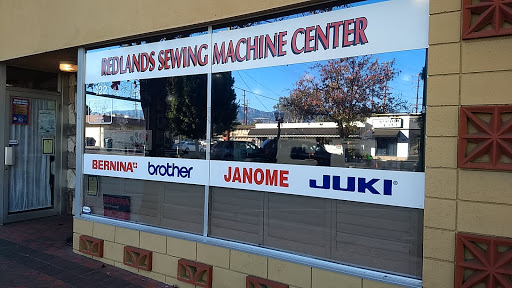 REDLANDS SEWING MACHINE CENTER
BERNINA brother JANOME JUKI